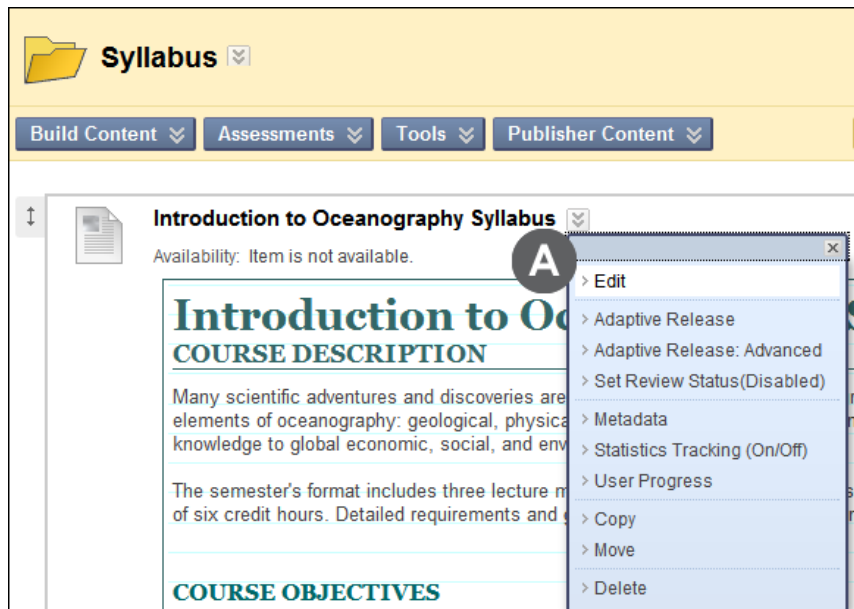 Syllabus
Build Content Assessments Tools Publisher Content
Introduction to Oceanography Syllabus
Availability: Item is not available.
A
Edit
Adaptive Release
Adaptive Release: Advanced
Set Review Status(Disabled)
Metadata
Statistics Tracking (On/Off)
User Progress
Copy
Move
Delete
Introduction to
COURSE DESCRIPTION
Many scientific adventures and discoveries are
elements of oceanography: geological,
knowledge to global economic, social, and
The semester's format includes three lecture
of six credit hours. Detailed requirements and
COURSE OBJECTIVES